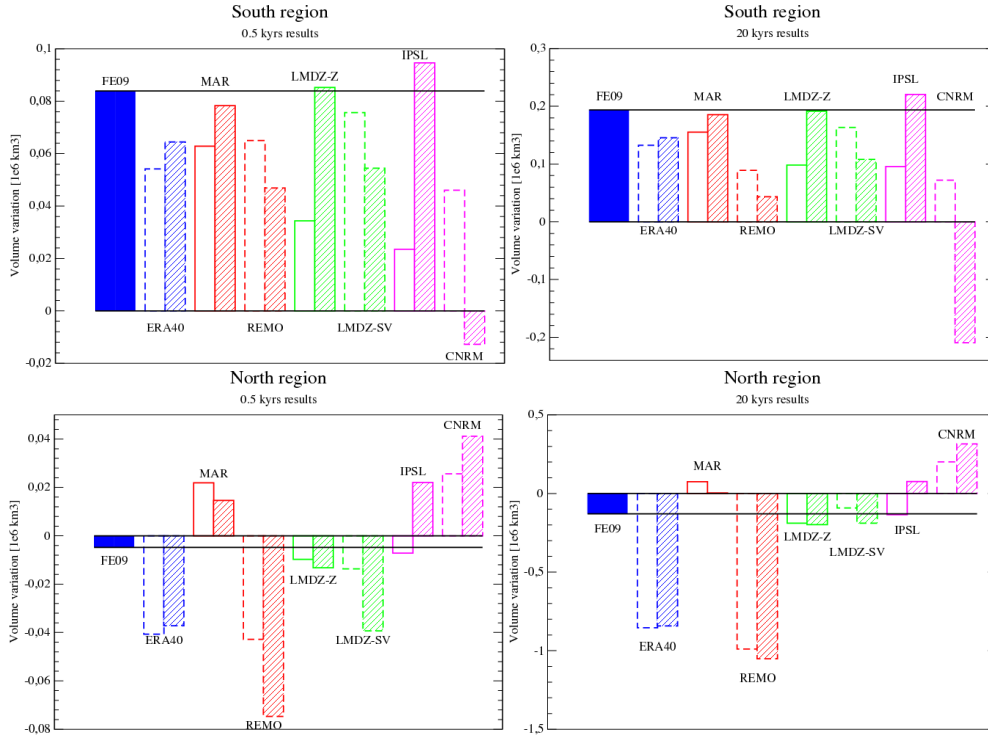 South region
0.5 kyrs results
0,1
0,08
0,06
0,04
0,02
0
-0,02
Volume variation [1e6 km3]
FE09
ERA40
MAR
REMO
LMDZ-Z
LMDZ-SV
IPSL
CNRM
South region
20 kyrs results
0,3
0,2
0,1
0
-0,1
-0,2
Volume variation [1e6 km3]
FE09
ERA40
MAR
REMO
LMDZ-Z
LMDZ-SV
IPSL
CNRM
North region
0.5 kyrs results
0,04
0,02
0
-0,02
-0,04
-0,06
-0,08
Volume variation [1e6 km3]
FE09
ERA40
MAR
REMO
LMDZ-Z
LMDZ-SV
IPSL
CNRM
North region
20 kyrs results
0,5
0
-0,5
-1
-1,5
Volume variation [1e6 km3]
FE09
ERA40
MAR
REMO
LMDZ-Z
LMDZ-SV
IPSL
CNRM